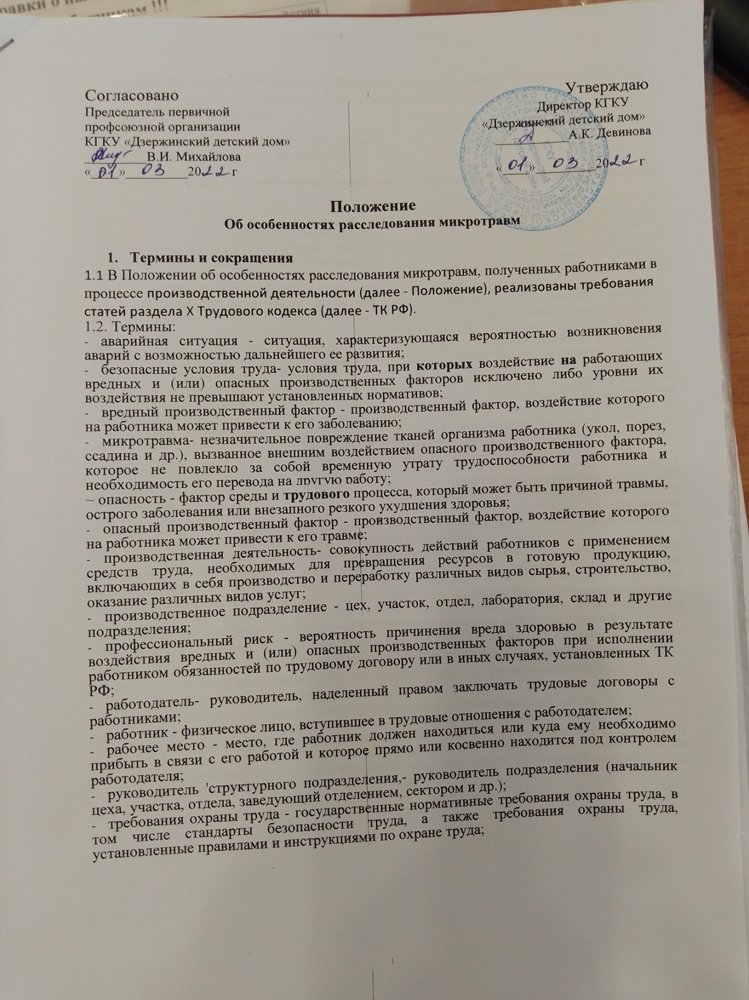 Согласовано
Председатель первичной
профсоюзной организации
КГКУ «Дзержинский детский дом»
В.И. Михайлова
«01» 03 2022 г
Утверждаю
Директор КГКУ
«Дзержинский детский дом»
А.К. Девинова
«01» 03 2022 г
Положение
Об особенностях расследования микротравм
1. Термины и сокращения
1.1 В Положении об особенностях расследования микротравм, полученных работниками в
процессе производственной деятельности (далее - Положение), реализованы требования
статей раздела X Трудового кодекса (далее - ТК РФ).
1.2. Термины:
- аварийная ситуация - ситуация, характеризующаяся вероятностью возникновения
аварий с возможностью дальнейшего ее развития;
- безопасные условия труда- условия труда, при которых воздействие на работающих
вредных и (или) опасных производственных факторов исключено либо уровни их
воздействия не превышают установленных нормативов;
- вредный производственный фактор - производственный фактор, воздействие которого
на работника может привести к его заболеванию;
- микротравма- незначительное повреждение тканей организма работника (укол, порез,
ссадина и др.), вызванное внешним воздействием опасного производственного фактора,
которое не повлекло за собой временную утрату трудоспособности работника и
необходимость его перевода на другую работу;
~ опасность - фактор среды и трудового процесса, который может быть причиной травмы,
острого заболевания или внезапного резкого ухудшения здоровья;
- опасный производственный фактор - производственный фактор, воздействие которого
на работника может привести к его травме;
- производственная деятельность- совокупность действий работников с применением
средств труда, необходимых для превращения ресурсов в готовую продукцию,
включающих в себя производство и переработку различных видов сырья, строительство,
оказание различных видов услуг;
- производственное подразделение - цех, участок, отдел, лаборатория, склад и другие
подразделения;
- профессиональный риск - вероятность причинения вреда здоровью в результате
воздействия вредных и (или) опасных производственных факторов при исполнении
работником обязанностей по трудовому договору или в иных случаях, установленных ТК
РФ;
- работодатель- руководитель, наделенный правом заключать трудовые договоры с
работниками;
- работник - физическое лицо, вступившее в трудовые отношения с работодателем;
- рабочее место - место, где работник должен находиться или куда ему необходимо
прибыть в связи с его работой и которое прямо или косвенно находится под контролем
работодателя;
- руководитель 'структурного подразделения,- руководитель подразделения (начальник
цеха, участка, отдела, заведующий отделением, сектором и др.);
- требования охраны труда - государственные нормативные требования охраны труда, в
том числе стандарты безопасности труда, а также требования охраны труда,
установленные правилами и инструкциями по охране труда;